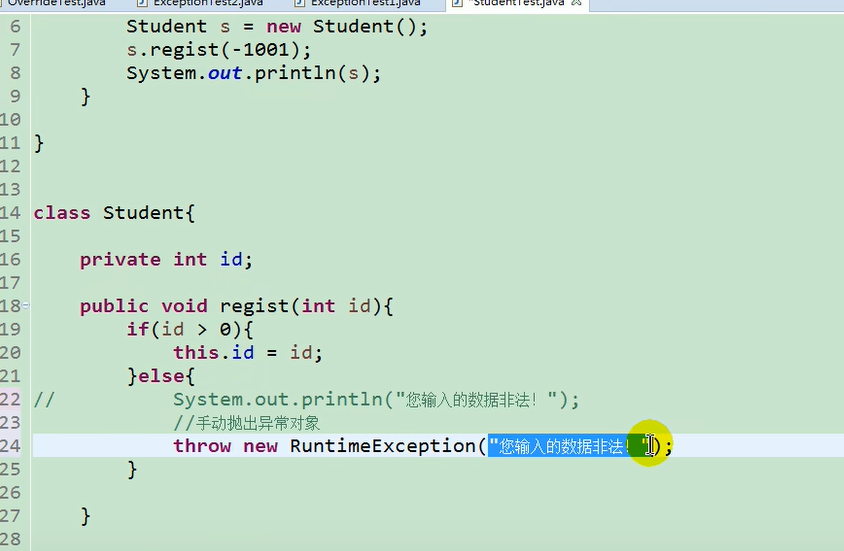 OverrideTest.java ExceptionTest2.java ExceptionTest1.java *StudentTest.java
6 Student s = new Student();
7 s.regist(-1001);
8 System.out.println(s);
9 }
10
11 }
12
13
14 class Student{
15
16 private int id;
17
18 public void regist(int id){
19 if(id > 0){
20 this.id = id;
21 }else{
22 // System.out.println("您输入的数据非法！");
23 //手动抛出异常对象
24 throw new RuntimeException("您输入的数据非法！");
25 }
26
27 }
28